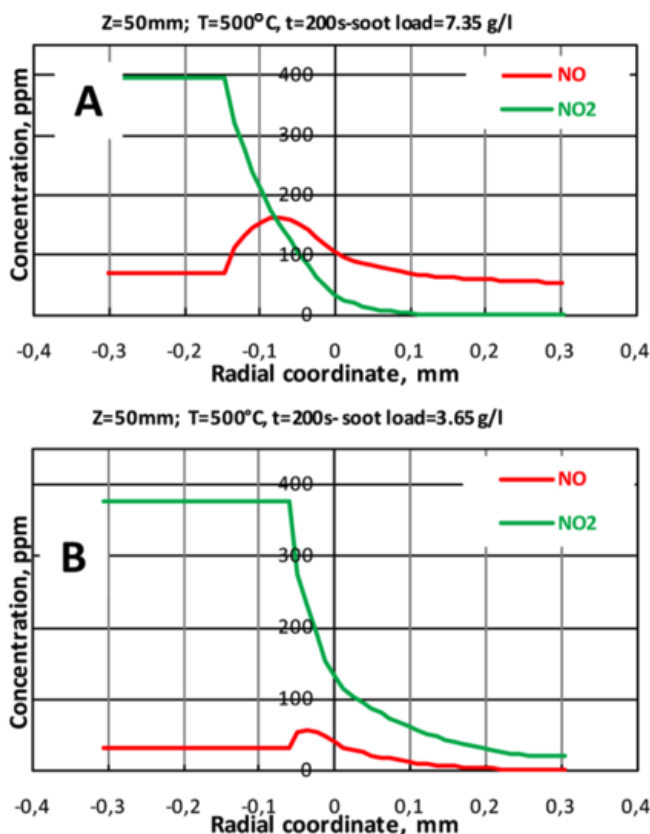 Z=50mm; T=500°C, t=200s-soot load=7.35 g/l
A
NO
NO2
Concentration, ppm
400
300
200
100
0
-0,4 -0,3 -0,2 -0,1 0 0,1 0,2 0,3 0,4
Radial coordinate, mm
Z=50mm; T=500°C, t=200s- soot load=3.65 g/l
B
NO
NO2
Concentration, ppm
400
300
200
100
0
-0,4 -0,3 -0,2 -0,1 0 0,1 0,2 0,3 0,4
Radial coordinate, mm